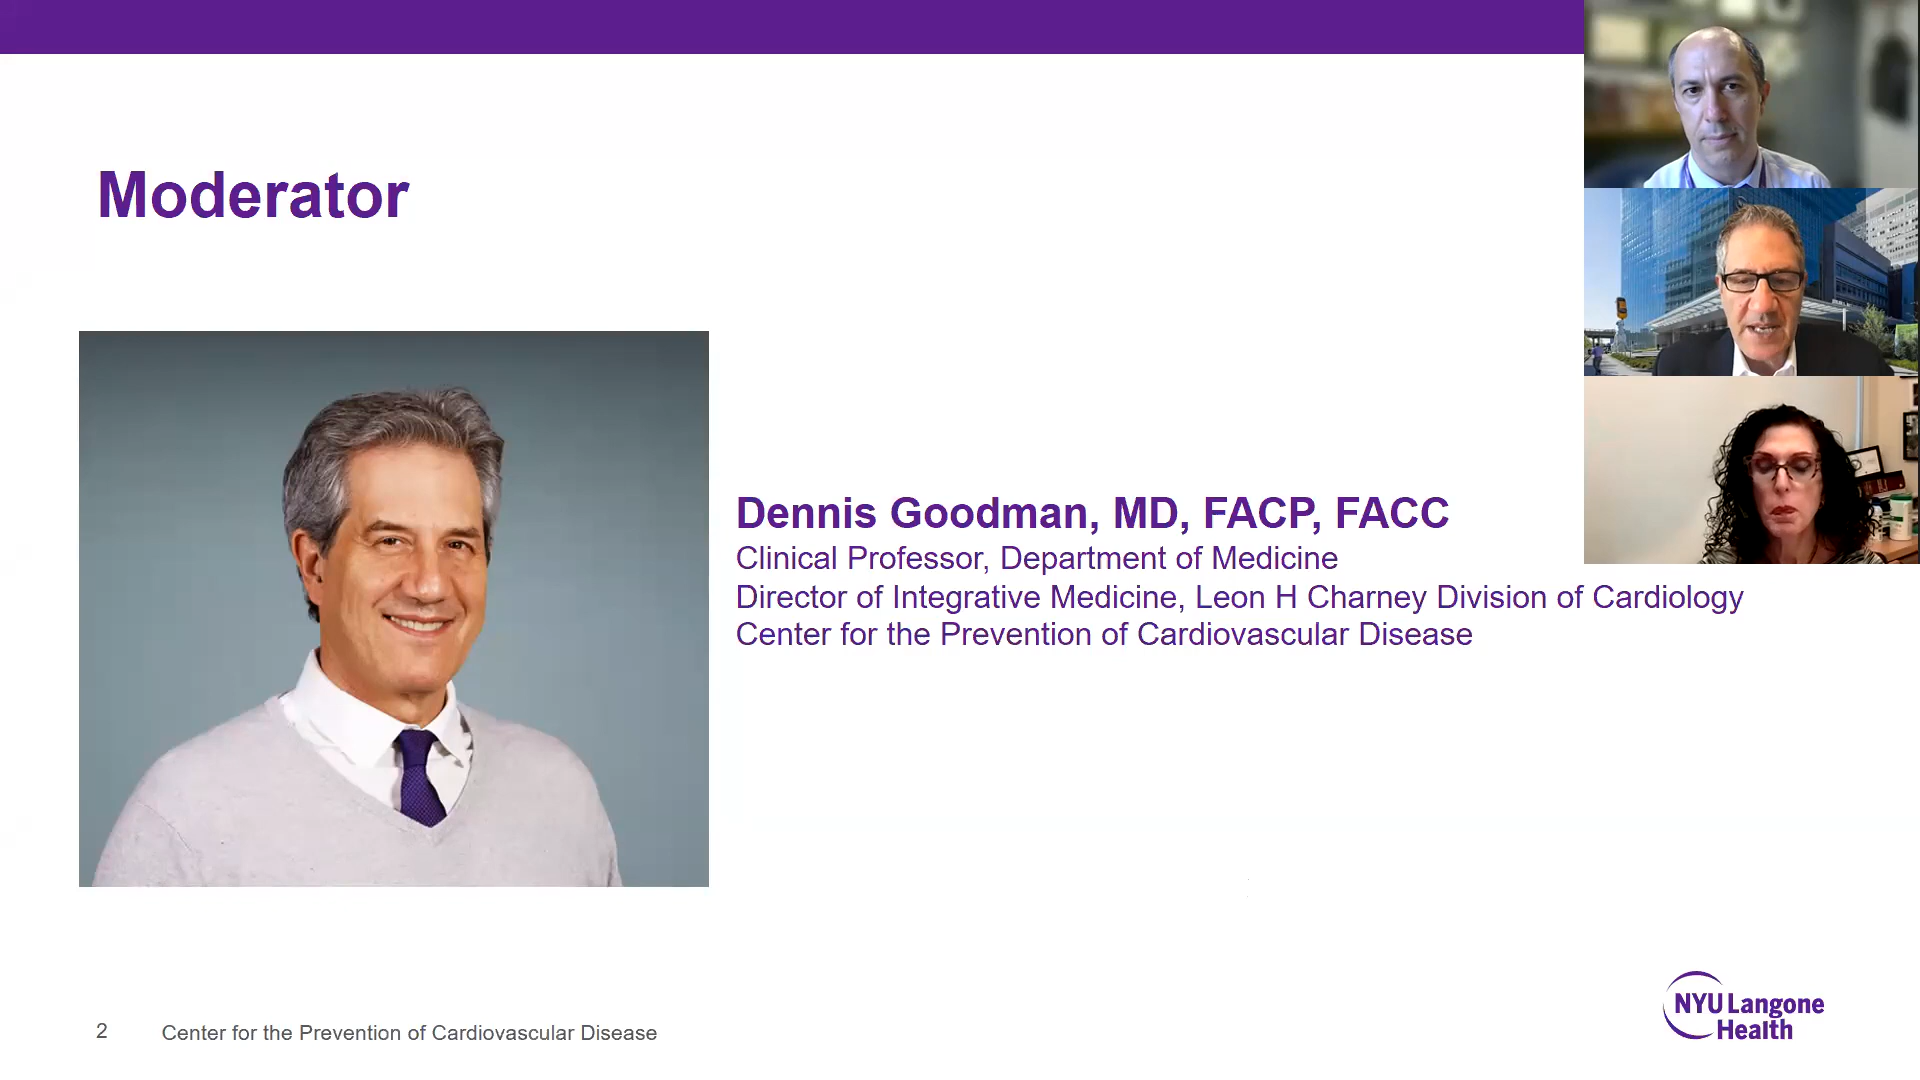 Moderator
Dennis Goodman, MD, FACP, FACC
Clinical Professor, Department of Medicine
Director of Integrative Medicine, Leon H Charney Division of Cardiology
Center for the Prevention of Cardiovascular Disease
2
Center for the Prevention of Cardiovascular Disease
NYU Langone
Health